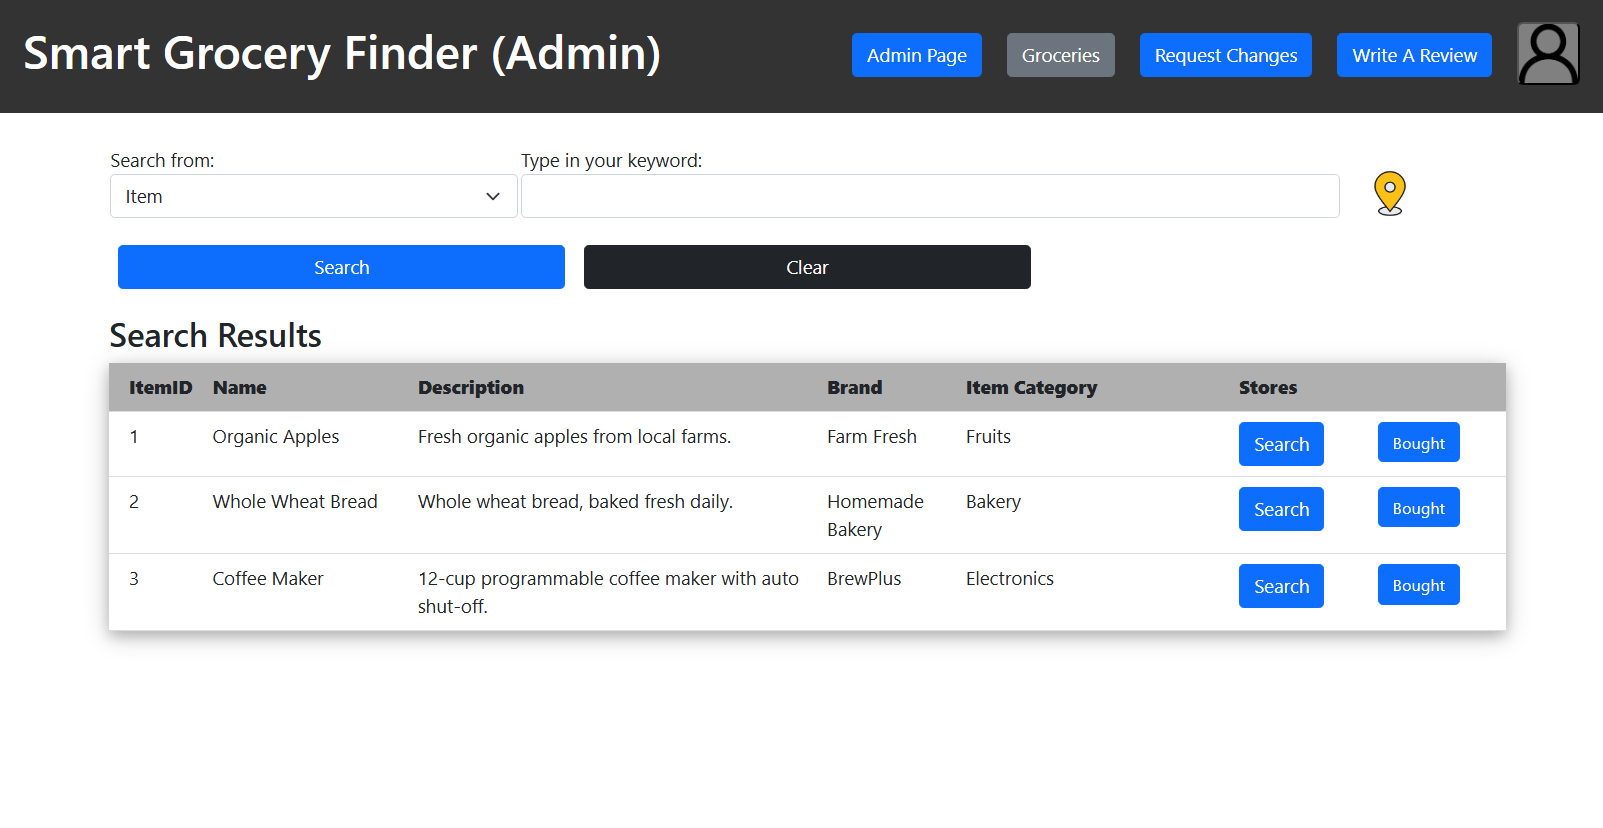 Smart Grocery Finder (Admin)
Admin Page
Groceries
Request Changes
Write A Review
Search from:
Type in your keyword:
Item
Search
Clear
Search Results
ItemID Name Description Brand Item Category Stores
1 Organic Apples Fresh organic apples from local farms. Farm Fresh Fruits Search Bought
2 Whole Wheat Bread Whole wheat bread, baked fresh daily. Homemade Bakery Search Bought
Bakery
3 Coffee Maker 12-cup programmable coffee maker with auto BrewPlus Electronics Search Bought
shut-off.